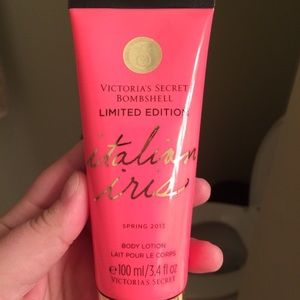 VICTORIA'S SECRET
BOMBSHELL
LIMITED EDITION
italian
iris
SPRING 2013
BODY LOTION
LAIT POUR LE CORPS
e 100 ml/3,4 fl oz
VICTORIA'S SECRET